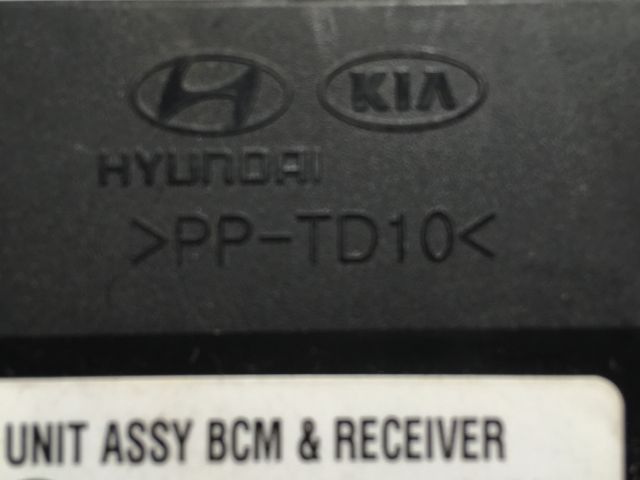 KIA
HYUNDAI
>PP-TD10<
UNIT ASSY BCM & RECEIVER